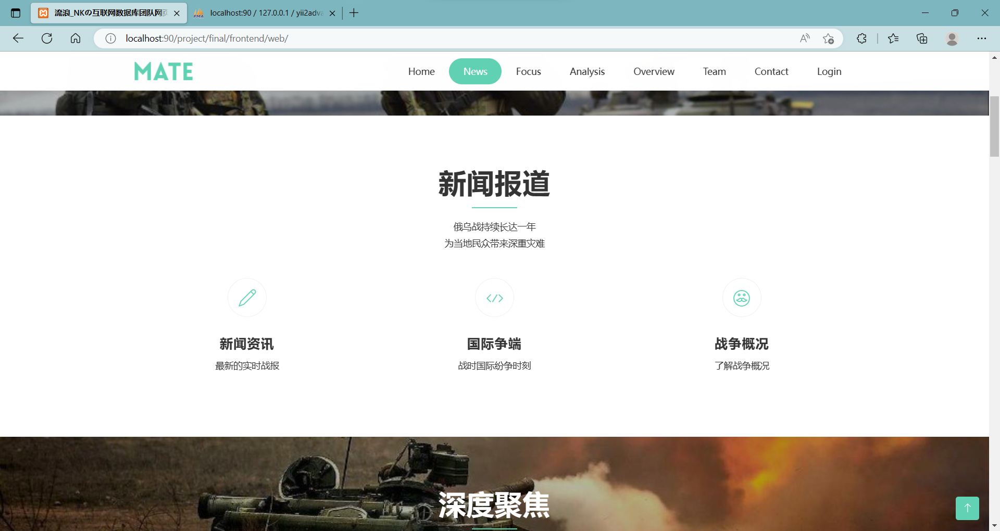 流浪_NKの互联网数据库团队网页
localhost:90 / 127.0.0.1 / yii2adva
localhost:90/project/final/frontend/web/
MATE
Home
News
Focus
Analysis
Overview
Team
Contact
Login
新闻报道
俄乌战持续长达一年
为当地民众带来深重灾难
新闻资讯
国际争端
战争概况
最新的实时战报
战时国际纷争时刻
了解战争概况
深度聚焦